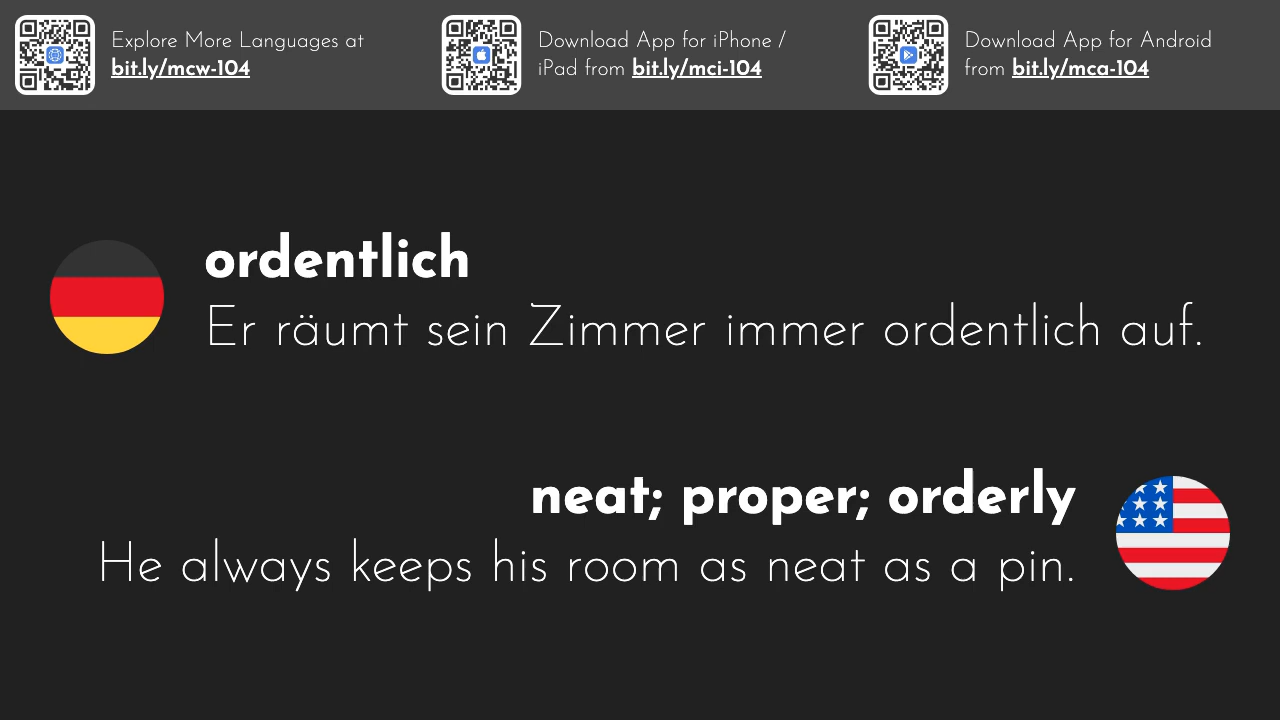 Explore More Languages at
bit.ly/mcw-104
Download App for iPhone /
iPad from bit.ly/mci-104
Download App for Android
from bit.ly/mca-104
ordentlich
Er räumt sein Zimmer immer ordentlich auf.
neat; proper; orderly
He always keeps his room as neat as a pin.